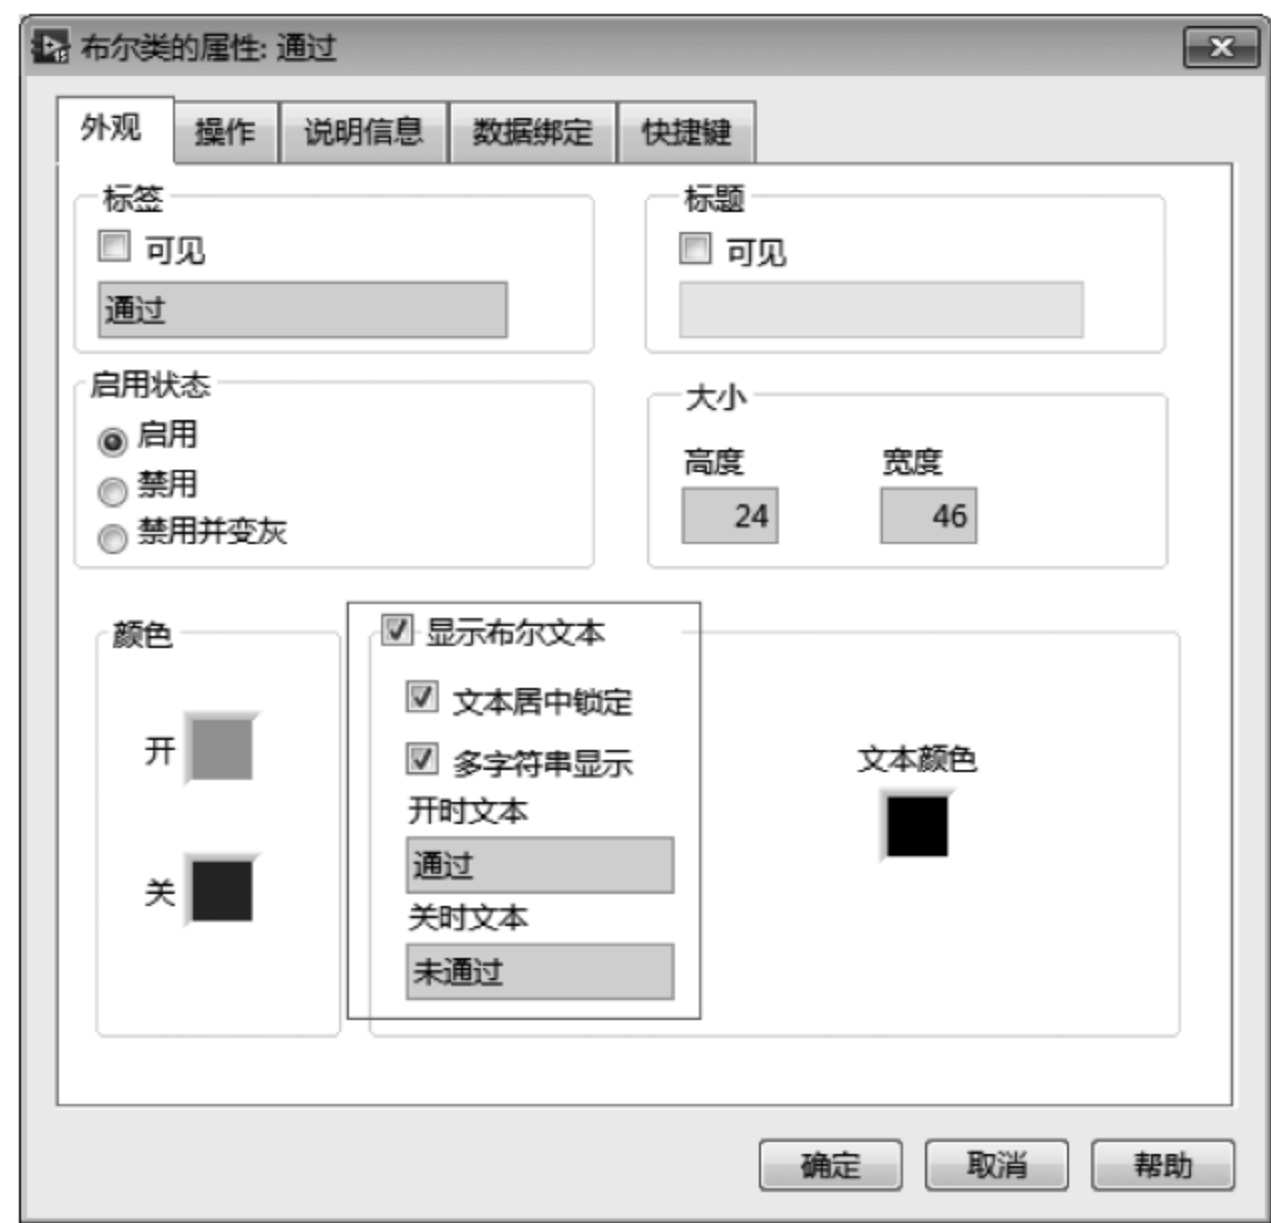 布尔类的属性: 通过
外观 操作 说明信息 数据绑定 快捷键
标签
可见
通过
标题
可见
启用状态
启用
禁用
禁用并变灰
大小
高度 宽度
24 46
颜色
开
关
显示布尔文本
文本居中锁定
多字符串显示
开时文本
通过
关时文本
未通过
文本颜色
确定 取消 帮助